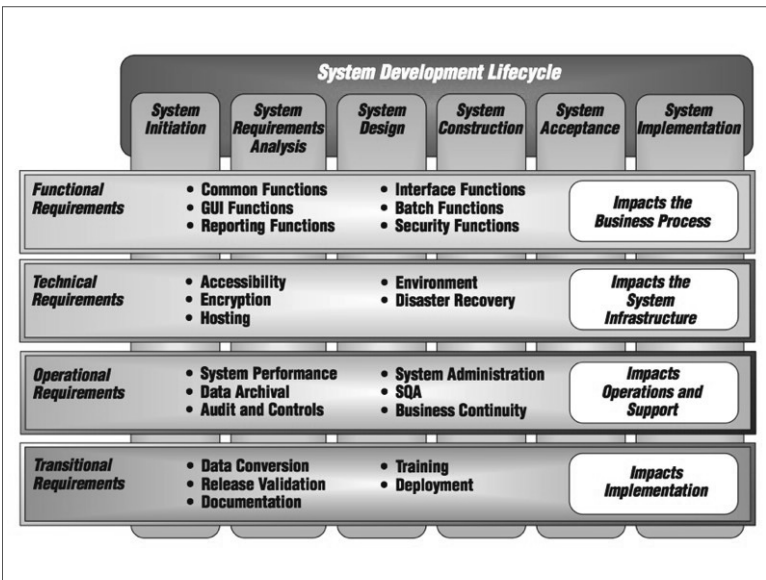 System Development Lifecycle
System
Initiation
System
Requirements
Analysis
System
Design
System
Construction
System
Acceptance
System
Implementation
Functional
Requirements
• Common Functions
• GUI Functions
• Reporting Functions
• Interface Functions
• Batch Functions
• Security Functions
Impacts the
Business Process
Technical
Requirements
• Accessibility
• Encryption
• Hosting
• Environment
• Disaster Recovery
Impacts the
System
Infrastructure
Operational
Requirements
• System Performance
• Data Archival
• Audit and Controls
• System Administration
• SQA
• Business Continuity
Impacts
Operations and
Support
Transitional
Requirements
• Data Conversion
• Release Validation
• Documentation
• Training
• Deployment
Impacts
Implementation